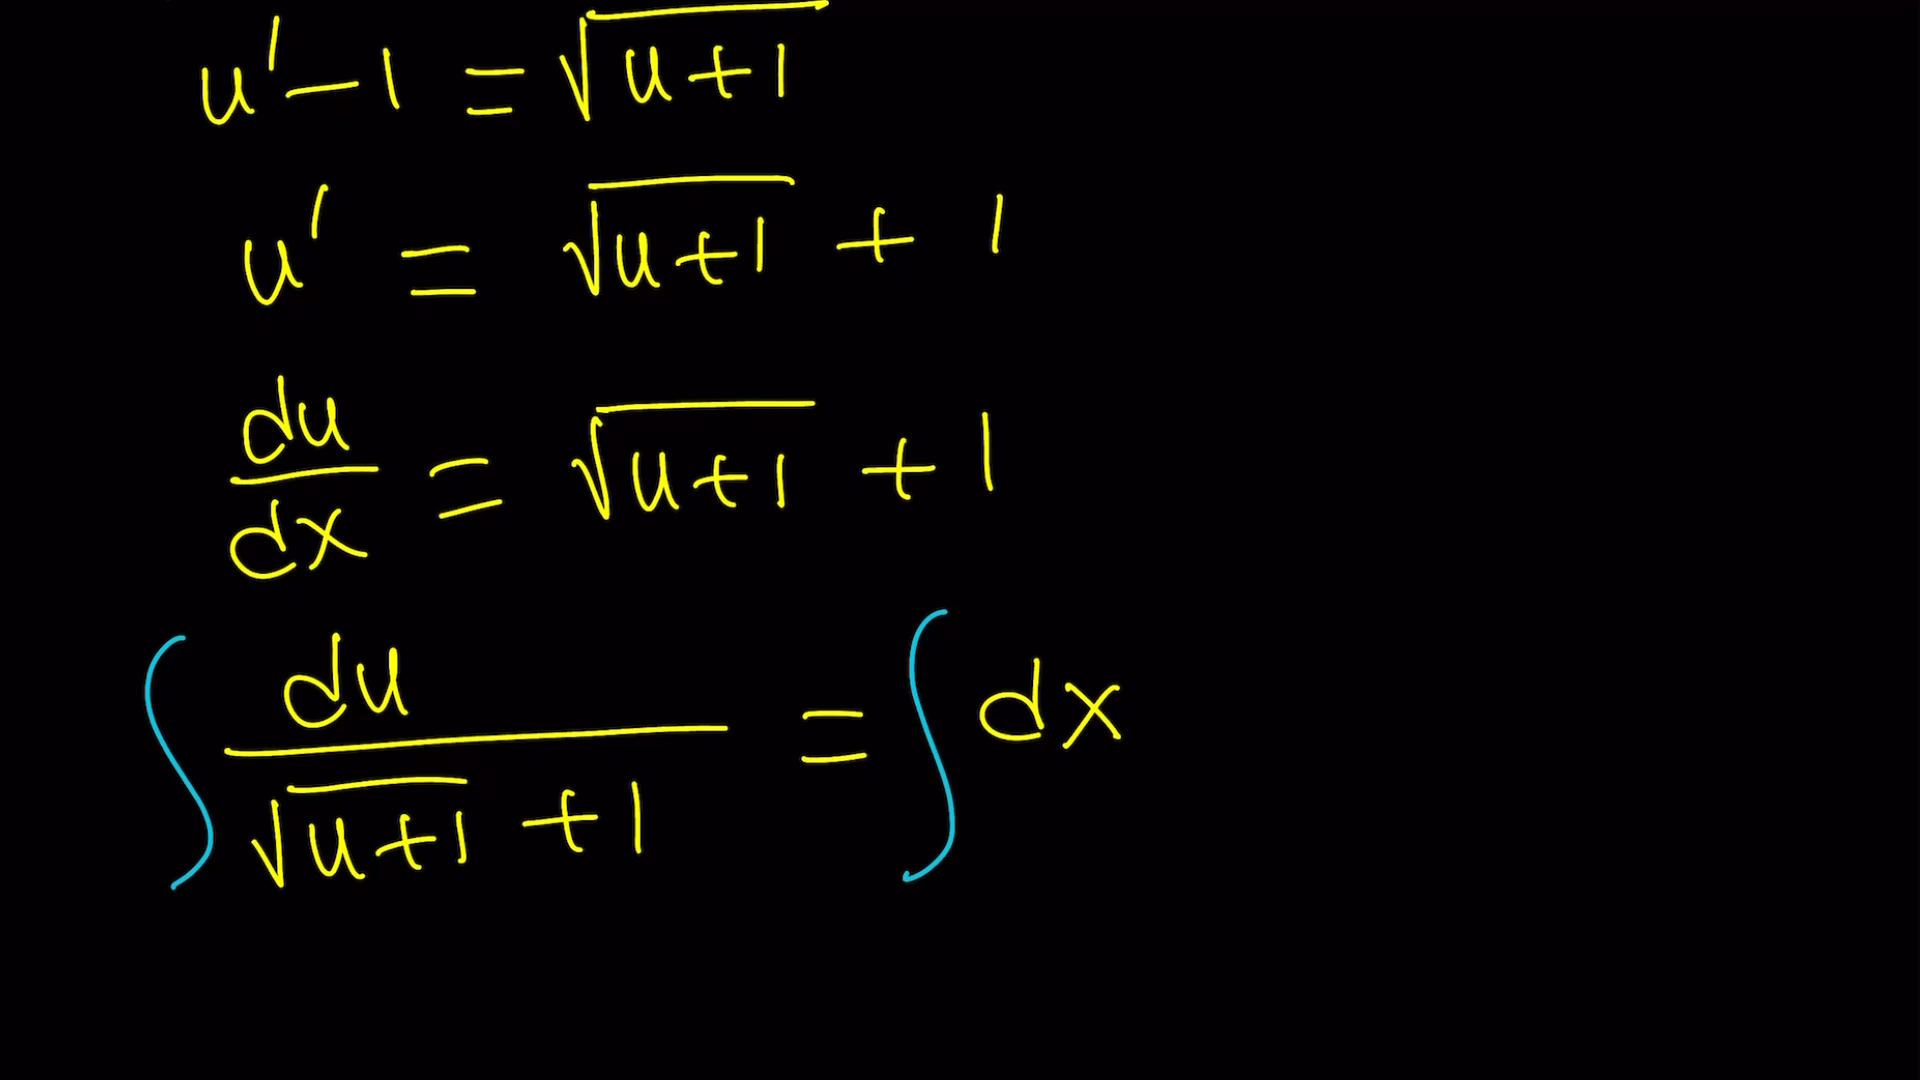 u' − 1 = √(u+1)
u' = √(u+1) + 1
du/dx = √(u+1) + 1
∫ du/(√(u+1) + 1) = ∫ dx